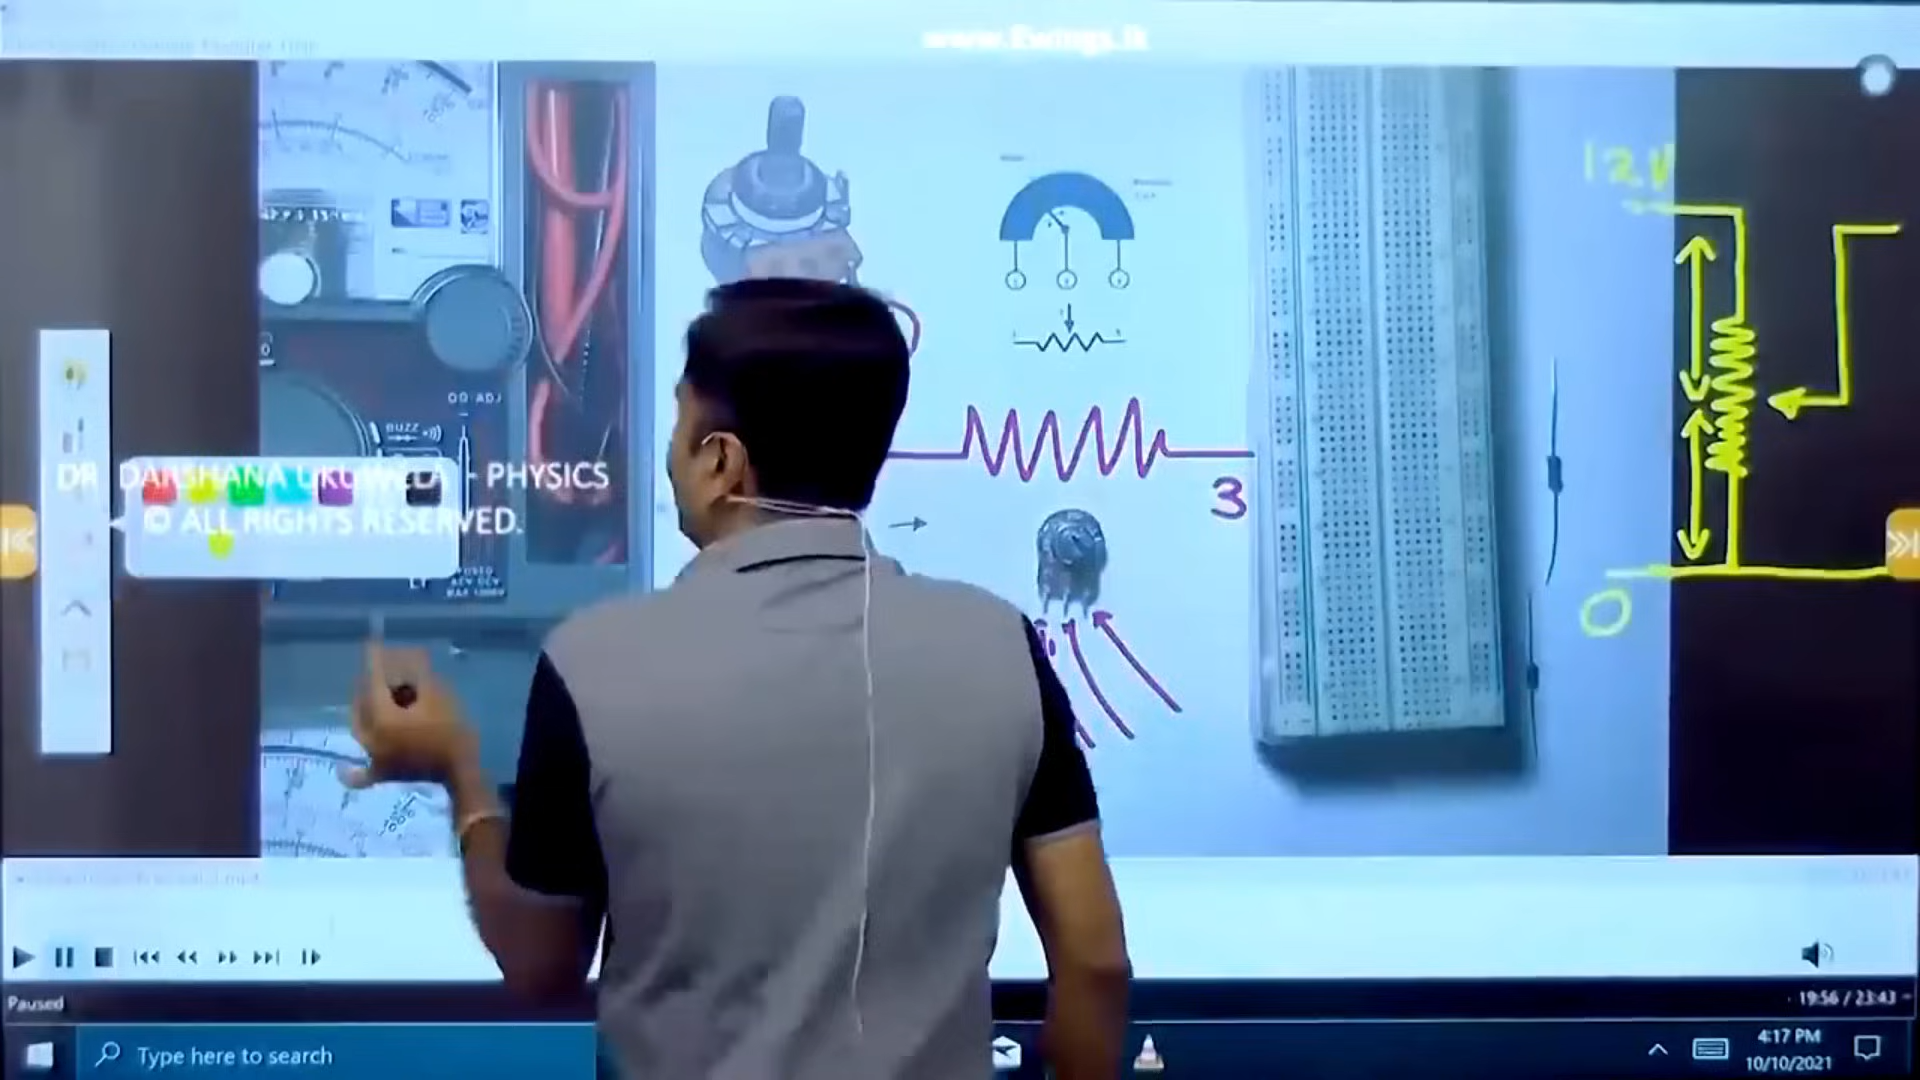 www.Ewings.lk
12V
OΩ ADJ
BUZZ
DR. DARSHANA UKUWELA - PHYSICS
© ALL RIGHTS RESERVED.
3
0
Paused
19:56 / 23:43
Type here to search
4:17 PM
10/10/2021